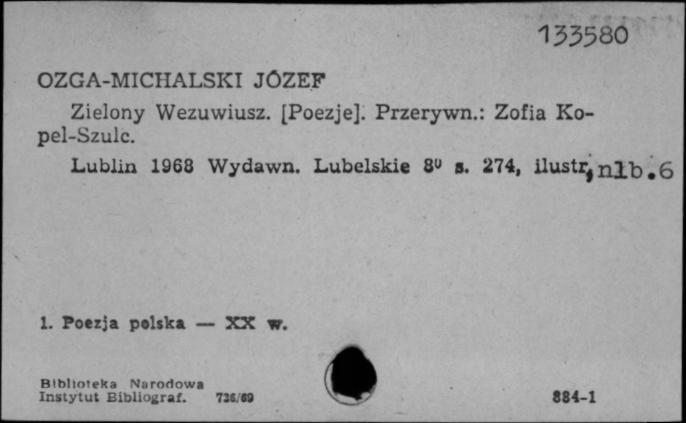 133580
OZGA-MICHALSKI JÓZEF
Zielony Wezuwiusz. [Poezje]. Przerywn.: Zofia Ko-
pel-Szulc.
Lublin 1968 Wydawn. Lubelskie 8⁰ s. 274, ilustr, nlb. 6
1. Poezja polska — XX w.
Biblioteka Narodowa
Instytut Bibliograf. 726/69 884-1